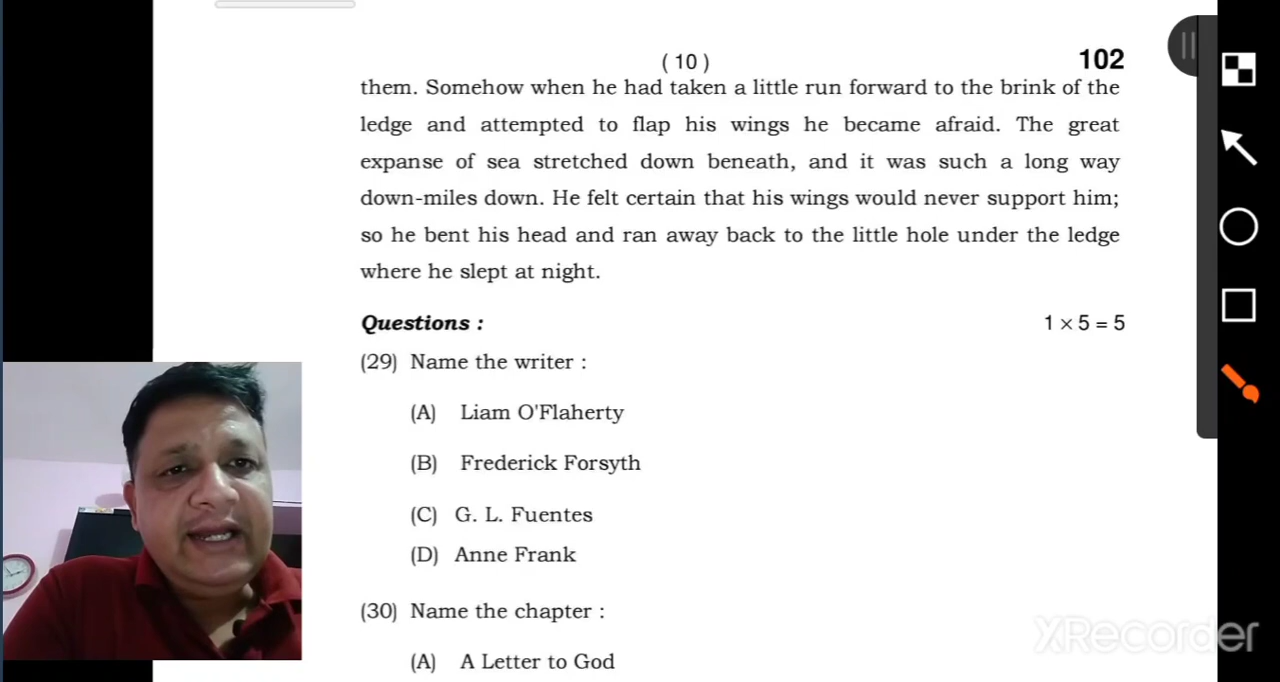 ( 10 )
102
them. Somehow when he had taken a little run forward to the brink of the
ledge and attempted to flap his wings he became afraid. The great
expanse of sea stretched down beneath, and it was such a long way
down-miles down. He felt certain that his wings would never support him;
so he bent his head and ran away back to the little hole under the ledge
where he slept at night.
Questions :
1 × 5 = 5
(29) Name the writer :
(A) Liam O'Flaherty
(B) Frederick Forsyth
(C) G. L. Fuentes
(D) Anne Frank
(30) Name the chapter :
(A) A Letter to God
XRecorder